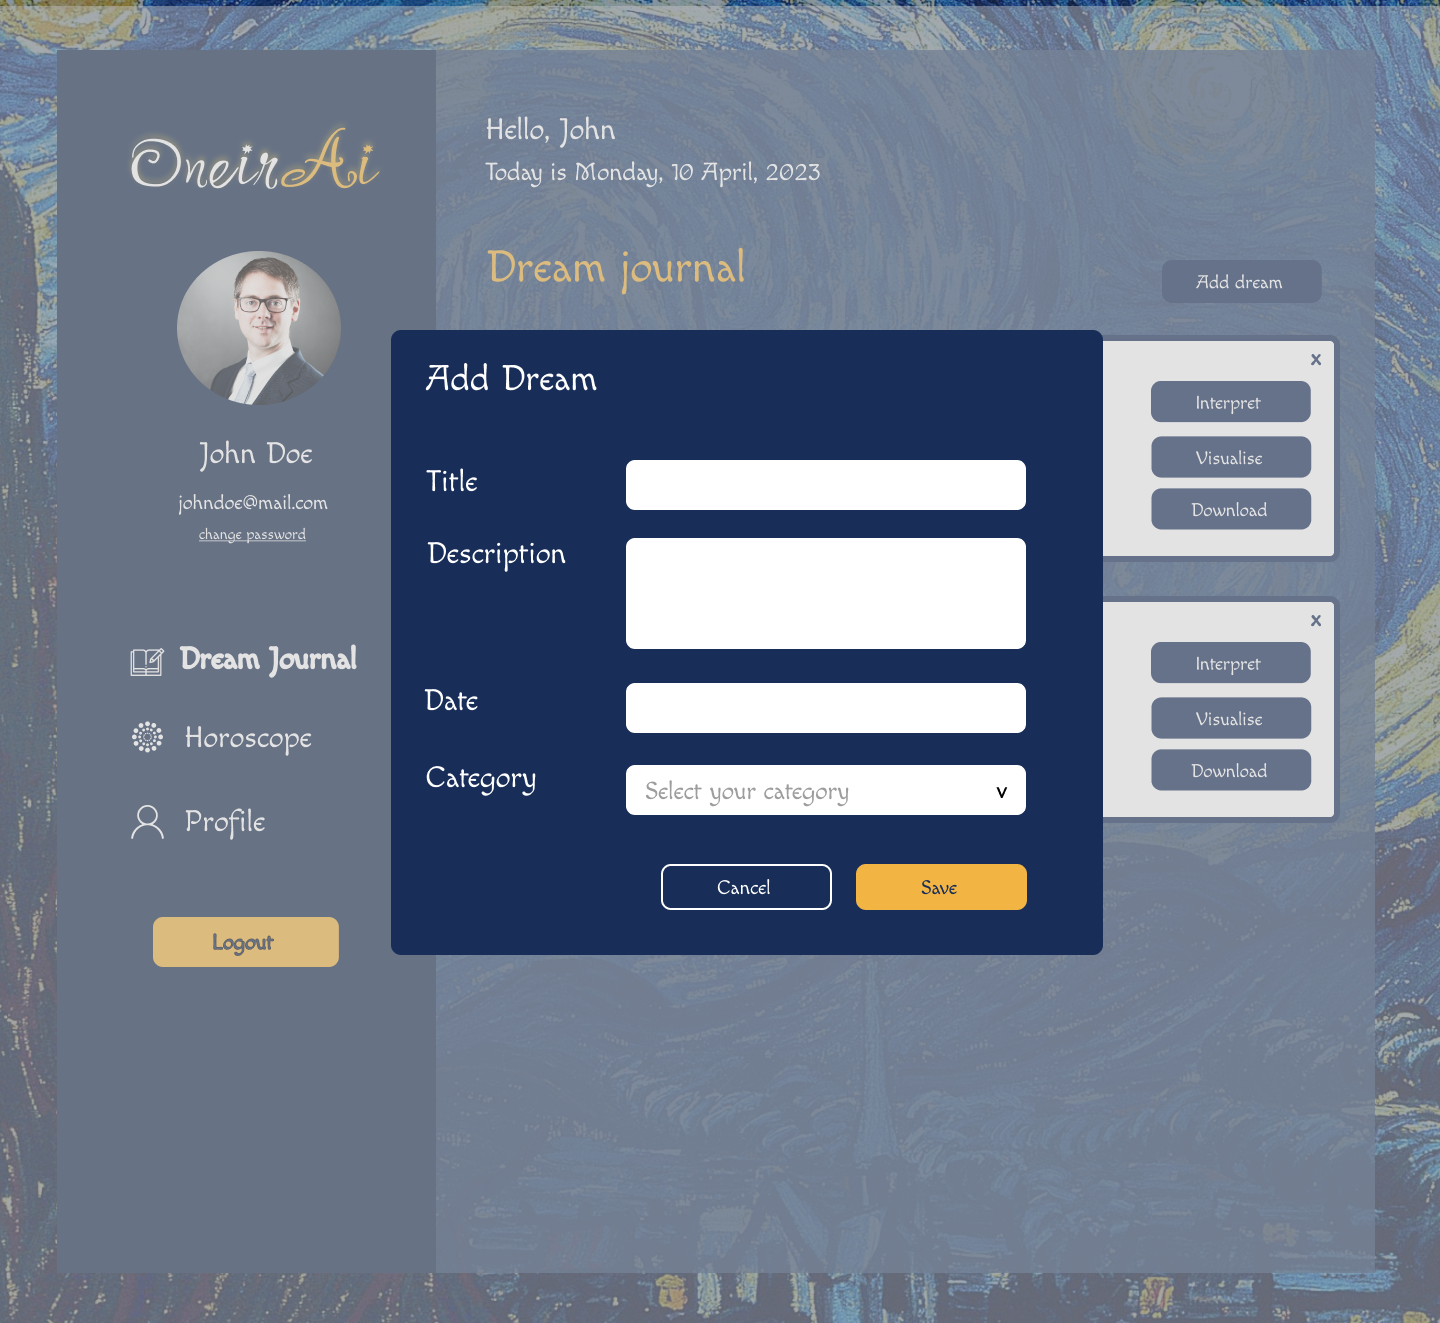 OneirAi
John Doe
johndoe@mail.com
change password
Dream Journal
Horoscope
Profile
Logout
Hello, John
Today is Monday, 10 April, 2023
Dream journal
Add dream
x
Interpret
Visualise
Download
x
Interpret
Visualise
Download
Add Dream
Title
Description
Date
Category
Select your category
v
Cancel
Save